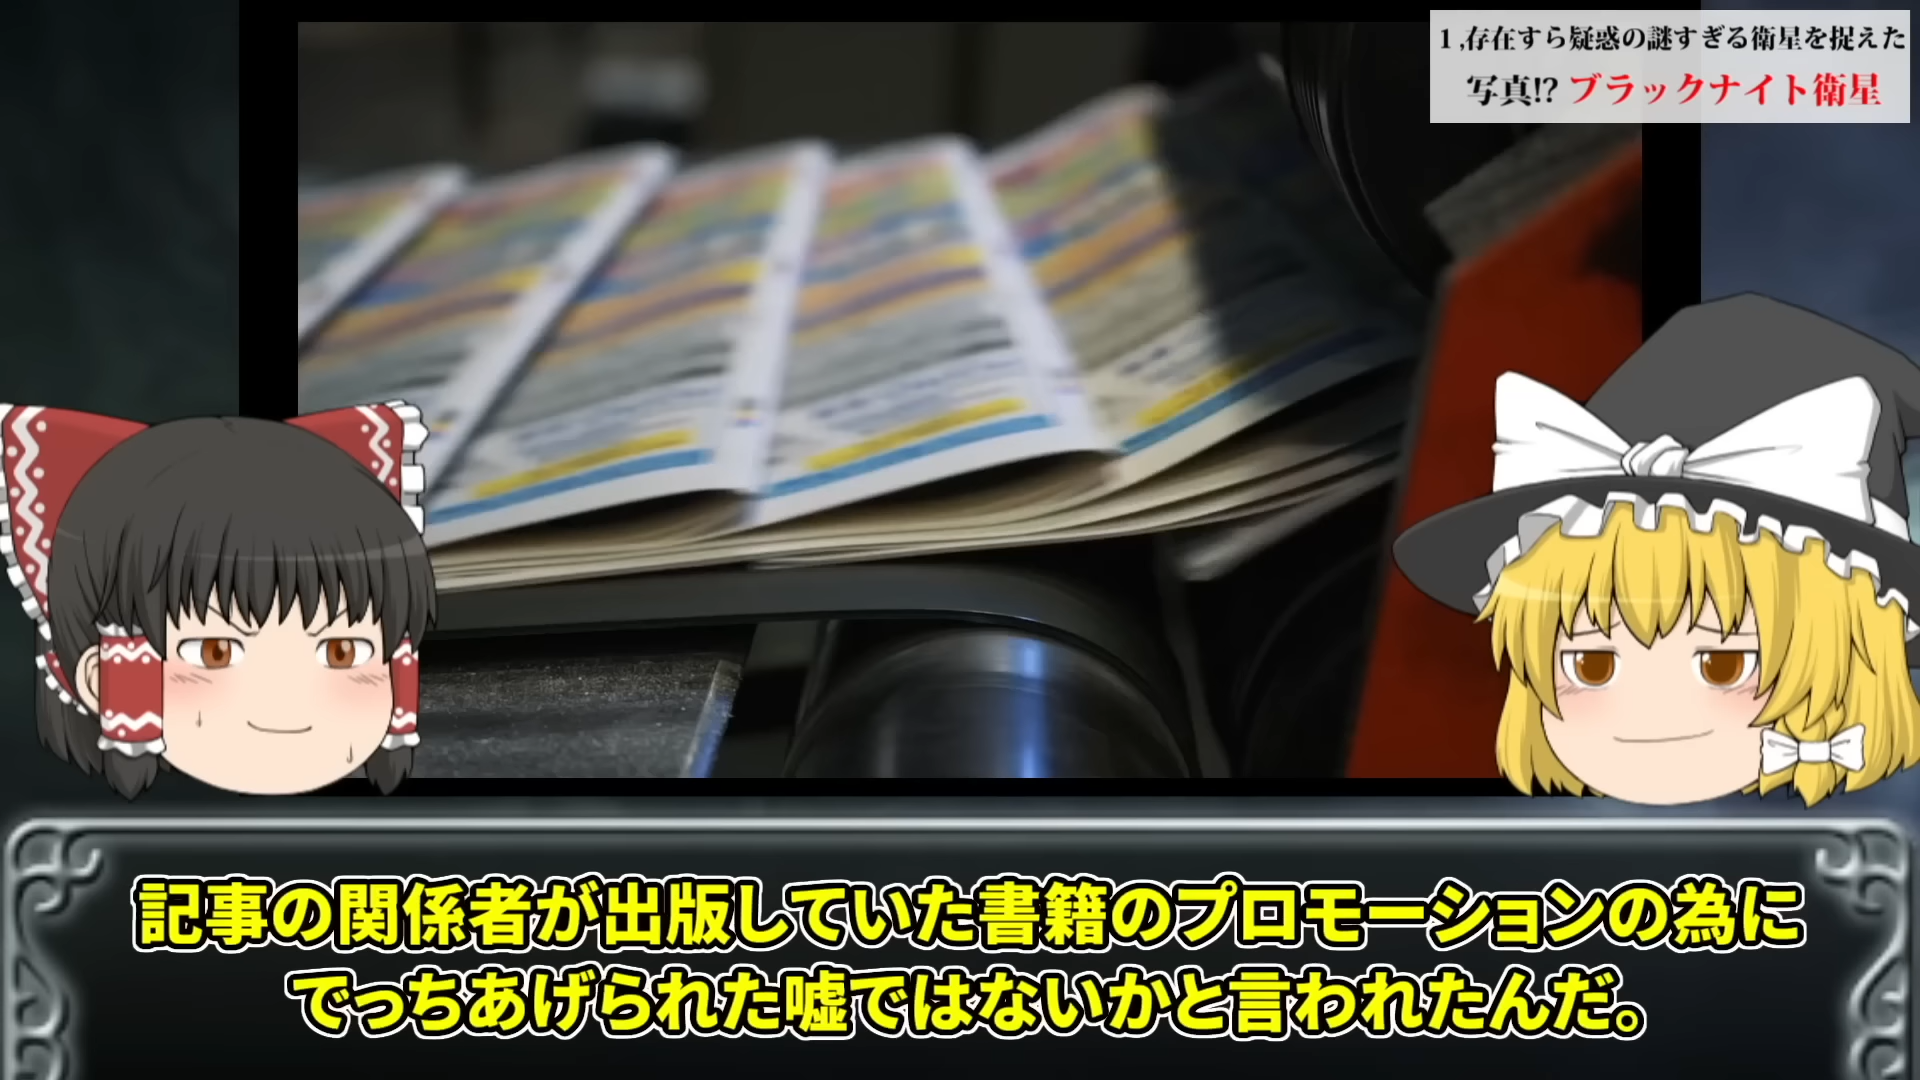 1,存在すら疑惑の謎すぎる衛星を捉えた
写真!? ブラックナイト衛星
記事の関係者が出版していた書籍のプロモーションの為に
でっちあげられた嘘ではないかと言われたんだ。